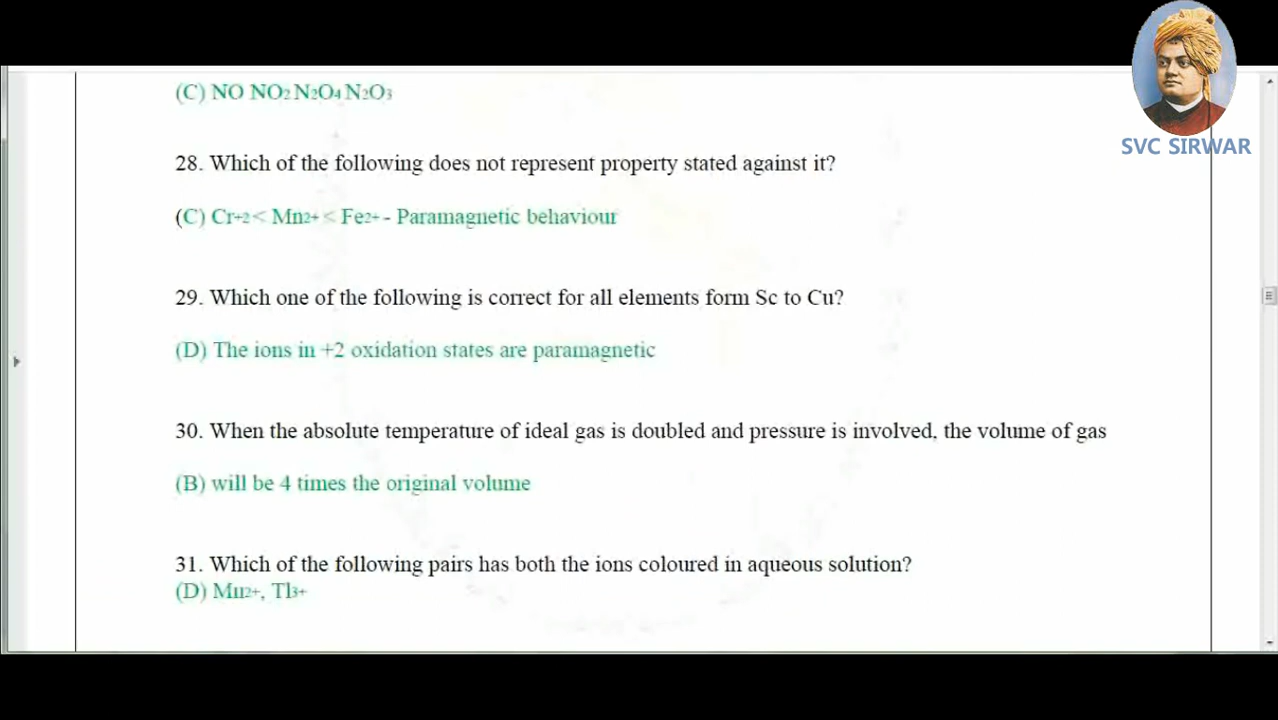 SVC SIRWAR
(C) NO NO2 N2O4 N2O3
28. Which of the following does not represent property stated against it?
(C) Cr+2 < Mn2+ < Fe2+ - Paramagnetic behaviour
29. Which one of the following is correct for all elements form Sc to Cu?
(D) The ions in +2 oxidation states are paramagnetic
30. When the absolute temperature of ideal gas is doubled and pressure is involved, the volume of gas
(B) will be 4 times the original volume
31. Which of the following pairs has both the ions coloured in aqueous solution?
(D) Mn2+, Tl3+